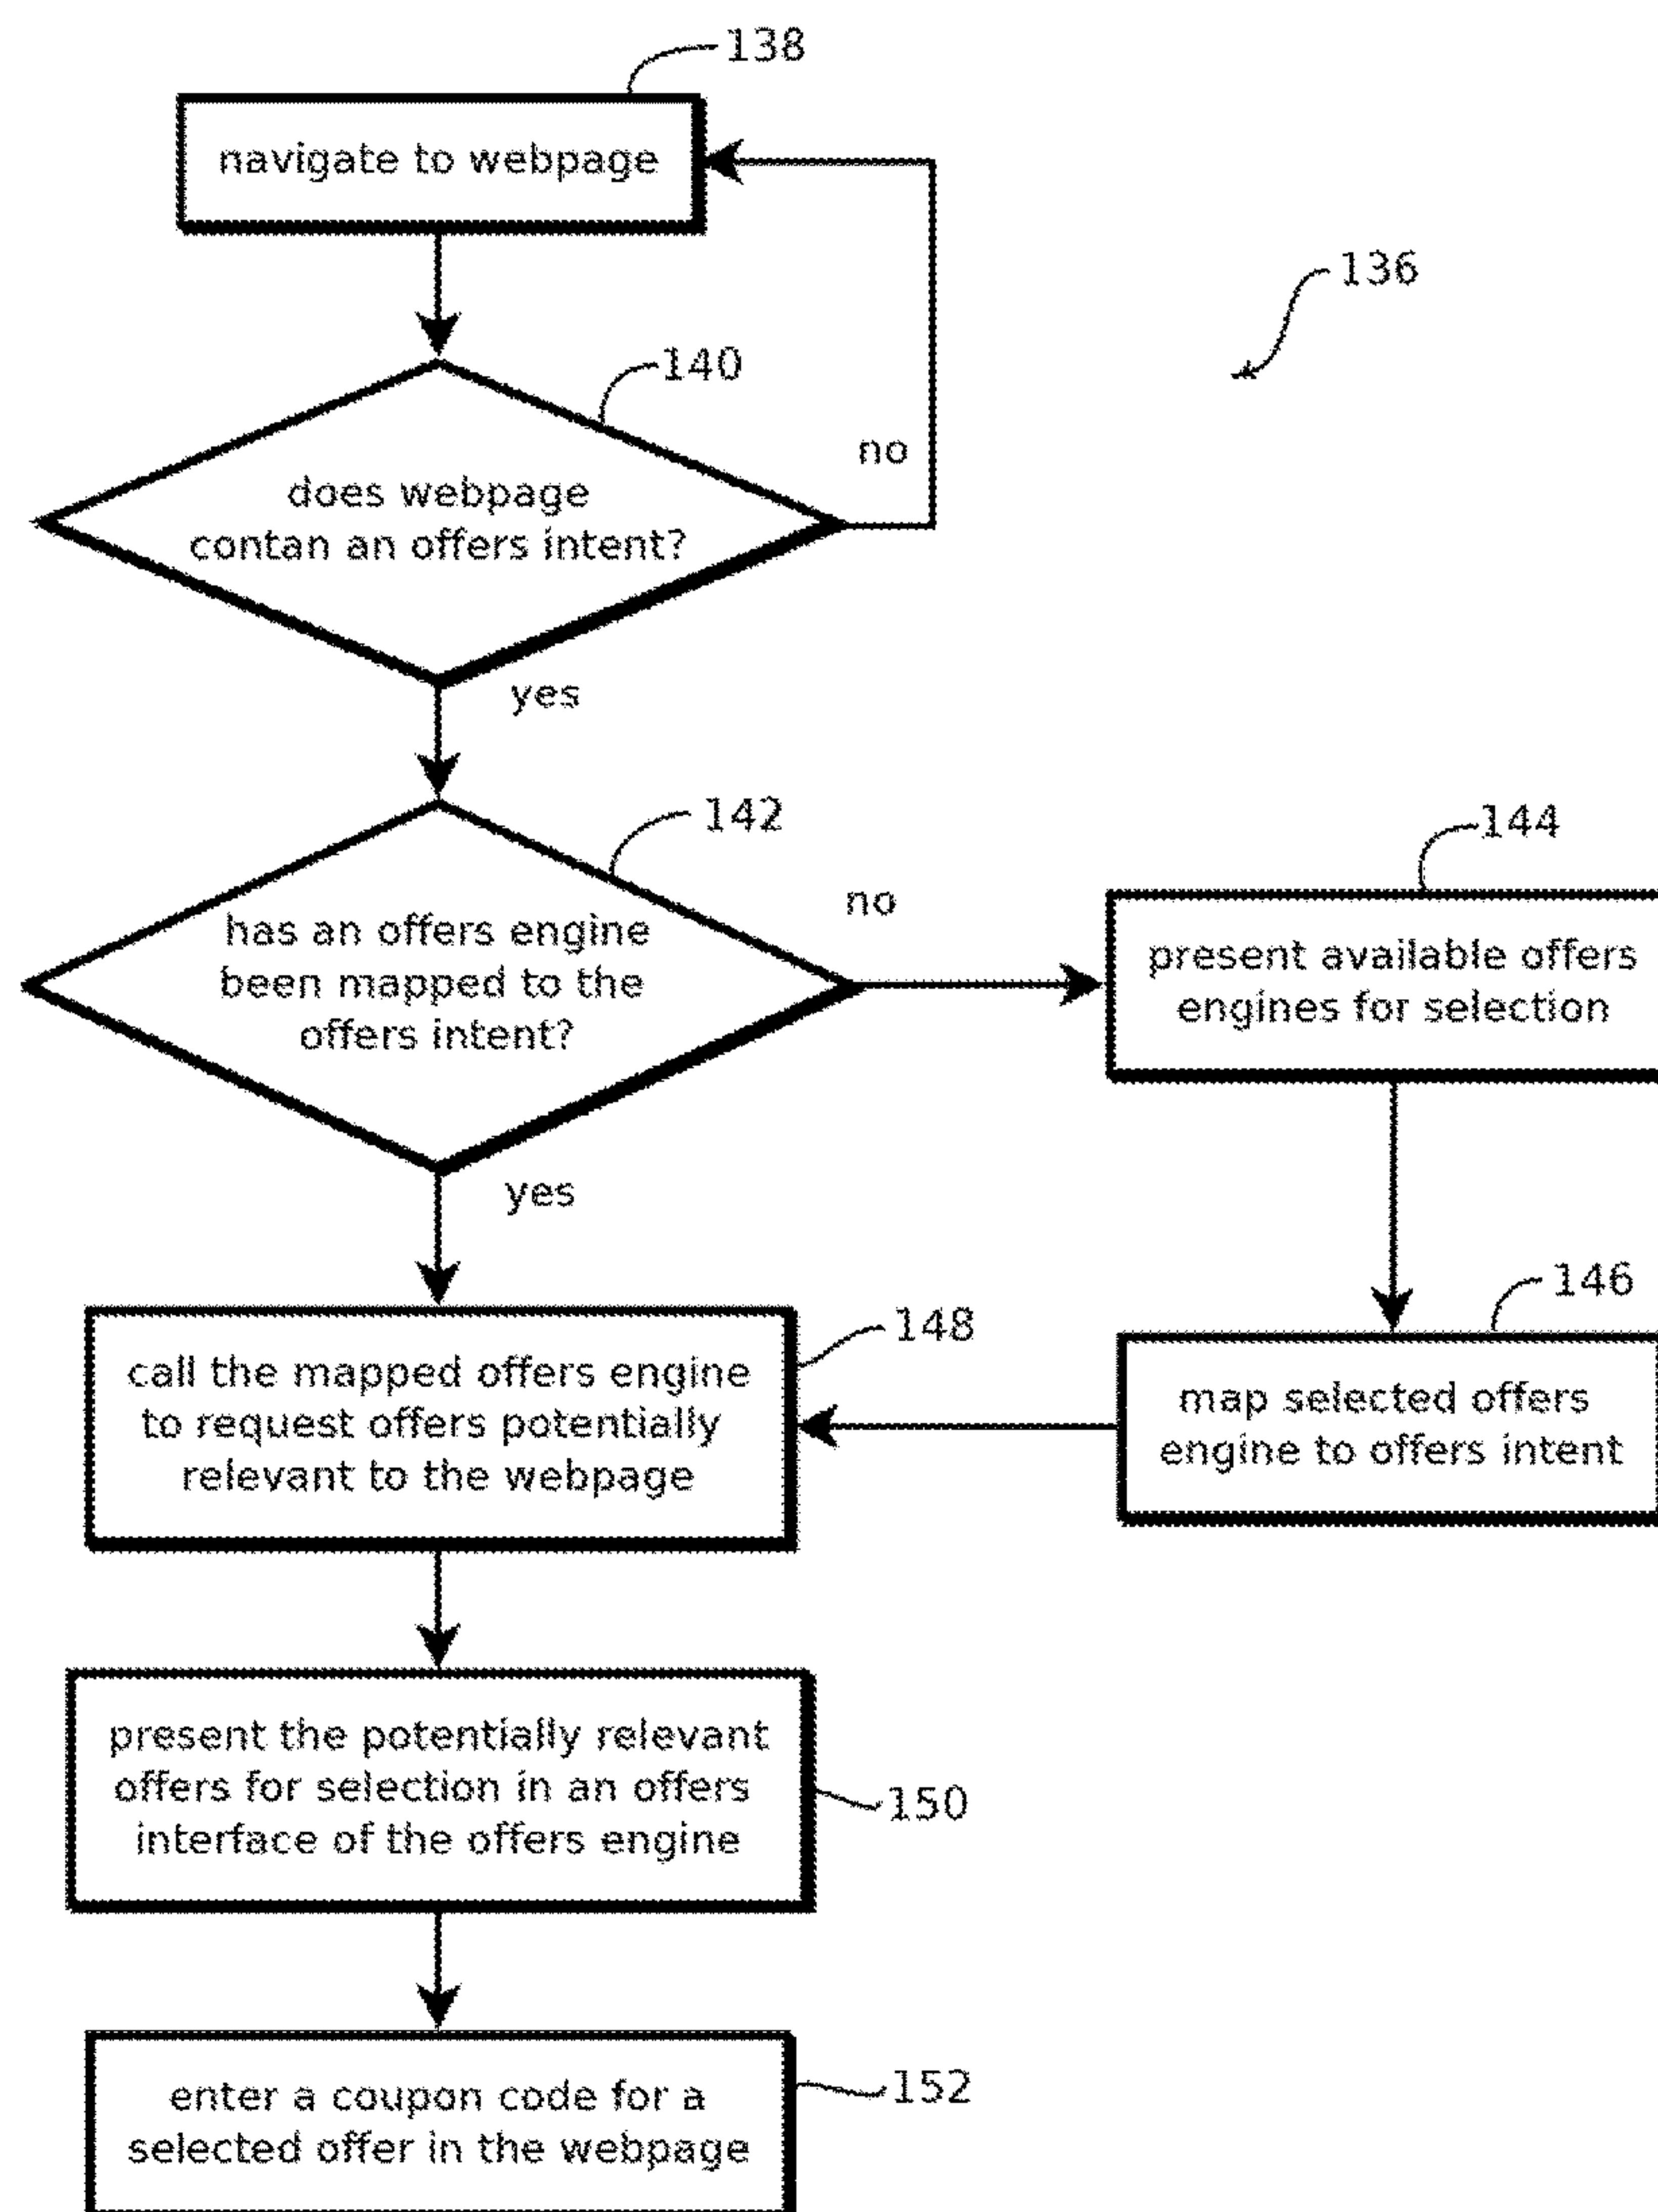 138
navigate to webpage
136
140
no
does webpage
contan an offers intent?
yes
142
144
no
has an offers engine
been mapped to the
offers intent?
present available offers
engines for selection
yes
146
148
call the mapped offers engine
to request offers potentially
relevant to the webpage
map selected offers
engine to offers intent
present the potentially relevant
offers for selection in an offers
interface of the offers engine
150
152
enter a coupon code for a
selected offer in the webpage